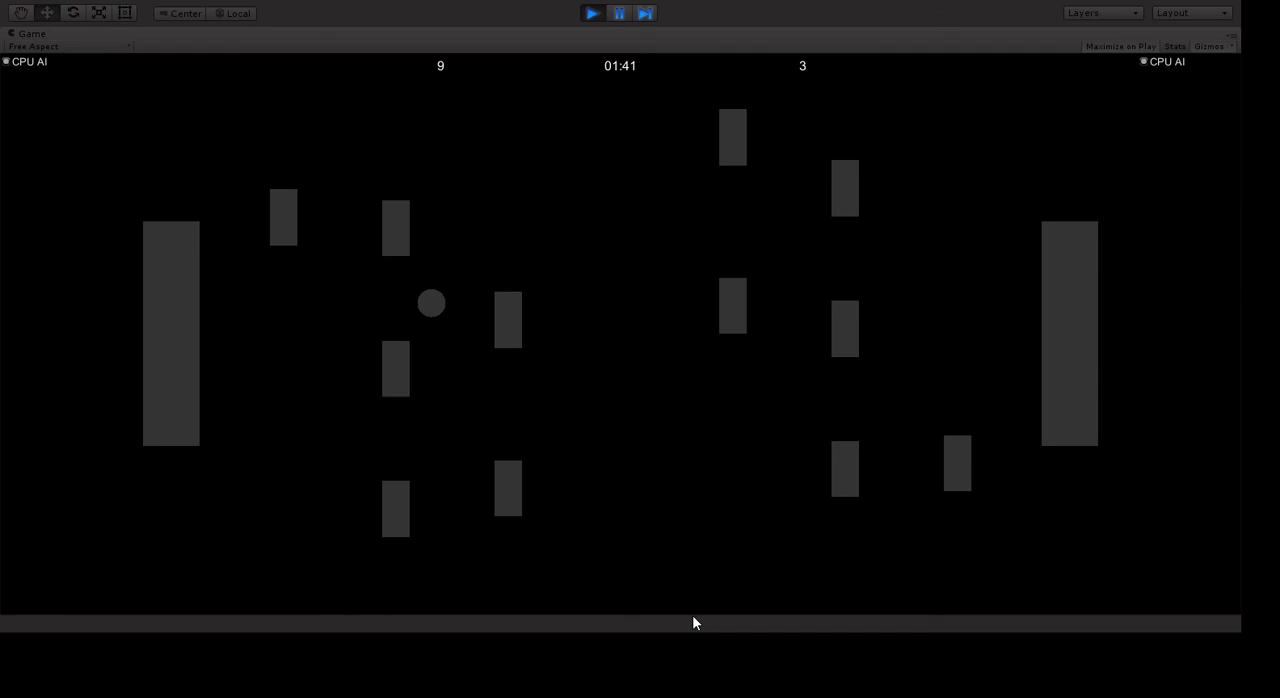 Center Local Layers Layout
Game
Free Aspect Maximize on Play Stats Gizmos
CPU AI 9 01:41 3 CPU AI